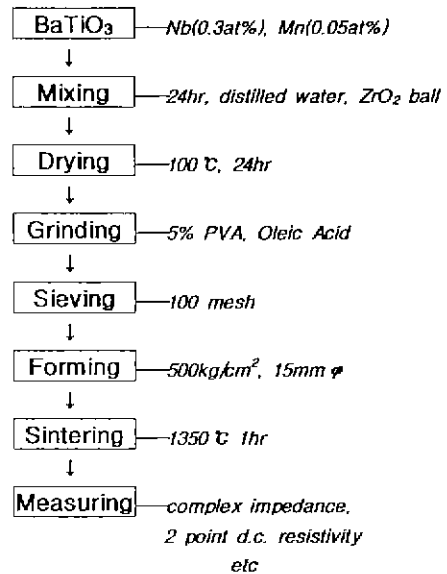 BaTiO₃ Nb(0.3at%), Mn(0.05at%)
Mixing 24hr, distilled water, ZrO₂ ball
Drying 100℃, 24hr
Grinding 5% PVA, Oleic Acid
Sieving 100 mesh
Forming 500kg/cm², 15mm φ
Sintering 1350℃ 1hr
Measuring complex impedance,
2 point d.c. resistivity
etc